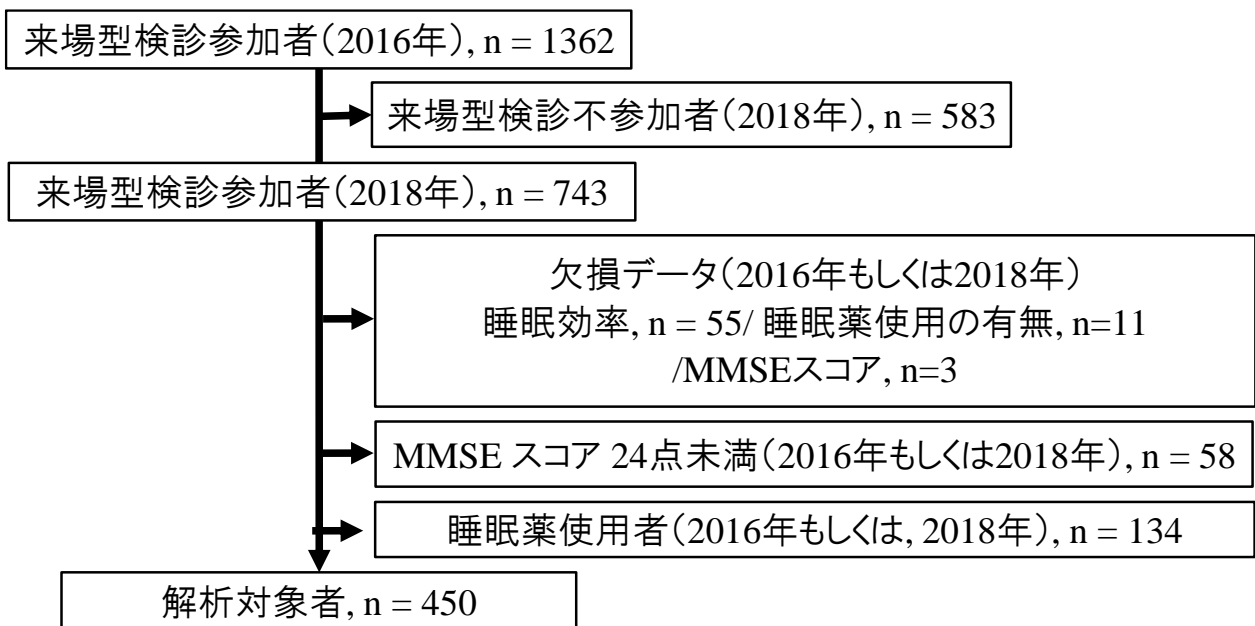 来場型検診参加者（2016年）, n = 1362
来場型検診不参加者（2018年）, n = 583
来場型検診参加者（2018年）, n = 743
欠損データ（2016年もしくは2018年）
睡眠効率, n = 55/ 睡眠薬使用の有無, n=11
/MMSEスコア, n=3
MMSE スコア 24点未満（2016年もしくは2018年）, n = 58
睡眠薬使用者（2016年もしくは, 2018年）, n = 134
解析対象者, n = 450